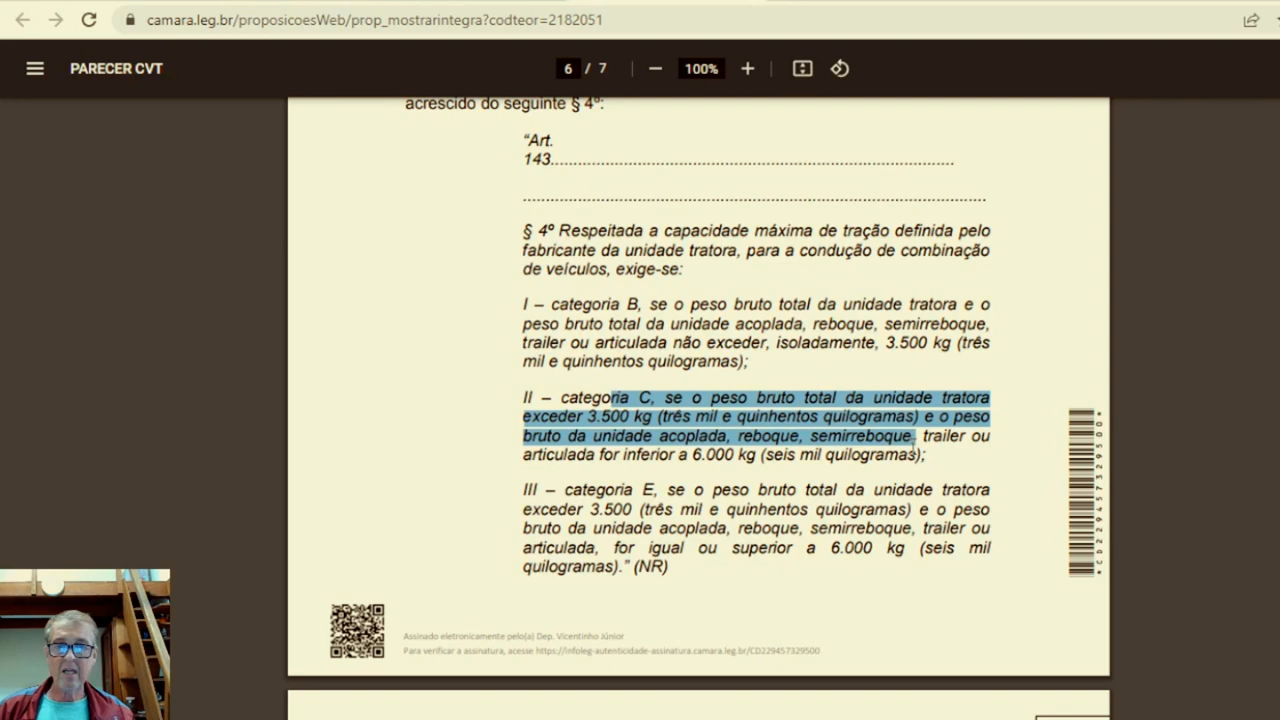 camara.leg.br/proposicoesWeb/prop_mostrarintegra?codteor=2182051
PARECER CVT
6 / 7
100%
acrescido do seguinte § 4º:
“Art.
143.........................................................................................
.....................................................................................................
§ 4º Respeitada a capacidade máxima de tração definida pelo
fabricante da unidade tratora, para a condução de combinação
de veículos, exige-se:
I – categoria B, se o peso bruto total da unidade tratora e o
peso bruto total da unidade acoplada, reboque, semirreboque,
trailer ou articulada não exceder, isoladamente, 3.500 kg (três
mil e quinhentos quilogramas);
II – categoria C, se o peso bruto total da unidade tratora
exceder 3.500 kg (três mil e quinhentos quilogramas) e o peso
bruto da unidade acoplada, reboque, semirreboque, trailer ou
articulada for inferior a 6.000 kg (seis mil quilogramas);
III – categoria E, se o peso bruto total da unidade tratora
exceder 3.500 (três mil e quinhentos quilogramas) e o peso
bruto da unidade acoplada, reboque, semirreboque, trailer ou
articulada, for igual ou superior a 6.000 kg (seis mil
quilogramas).” (NR)
*CD229457329500*
Assinado eletronicamente pelo(a) Dep. Vicentinho Júnior
Para verificar a assinatura, acesse https://infoleg-autenticidade-assinatura.camara.leg.br/CD229457329500